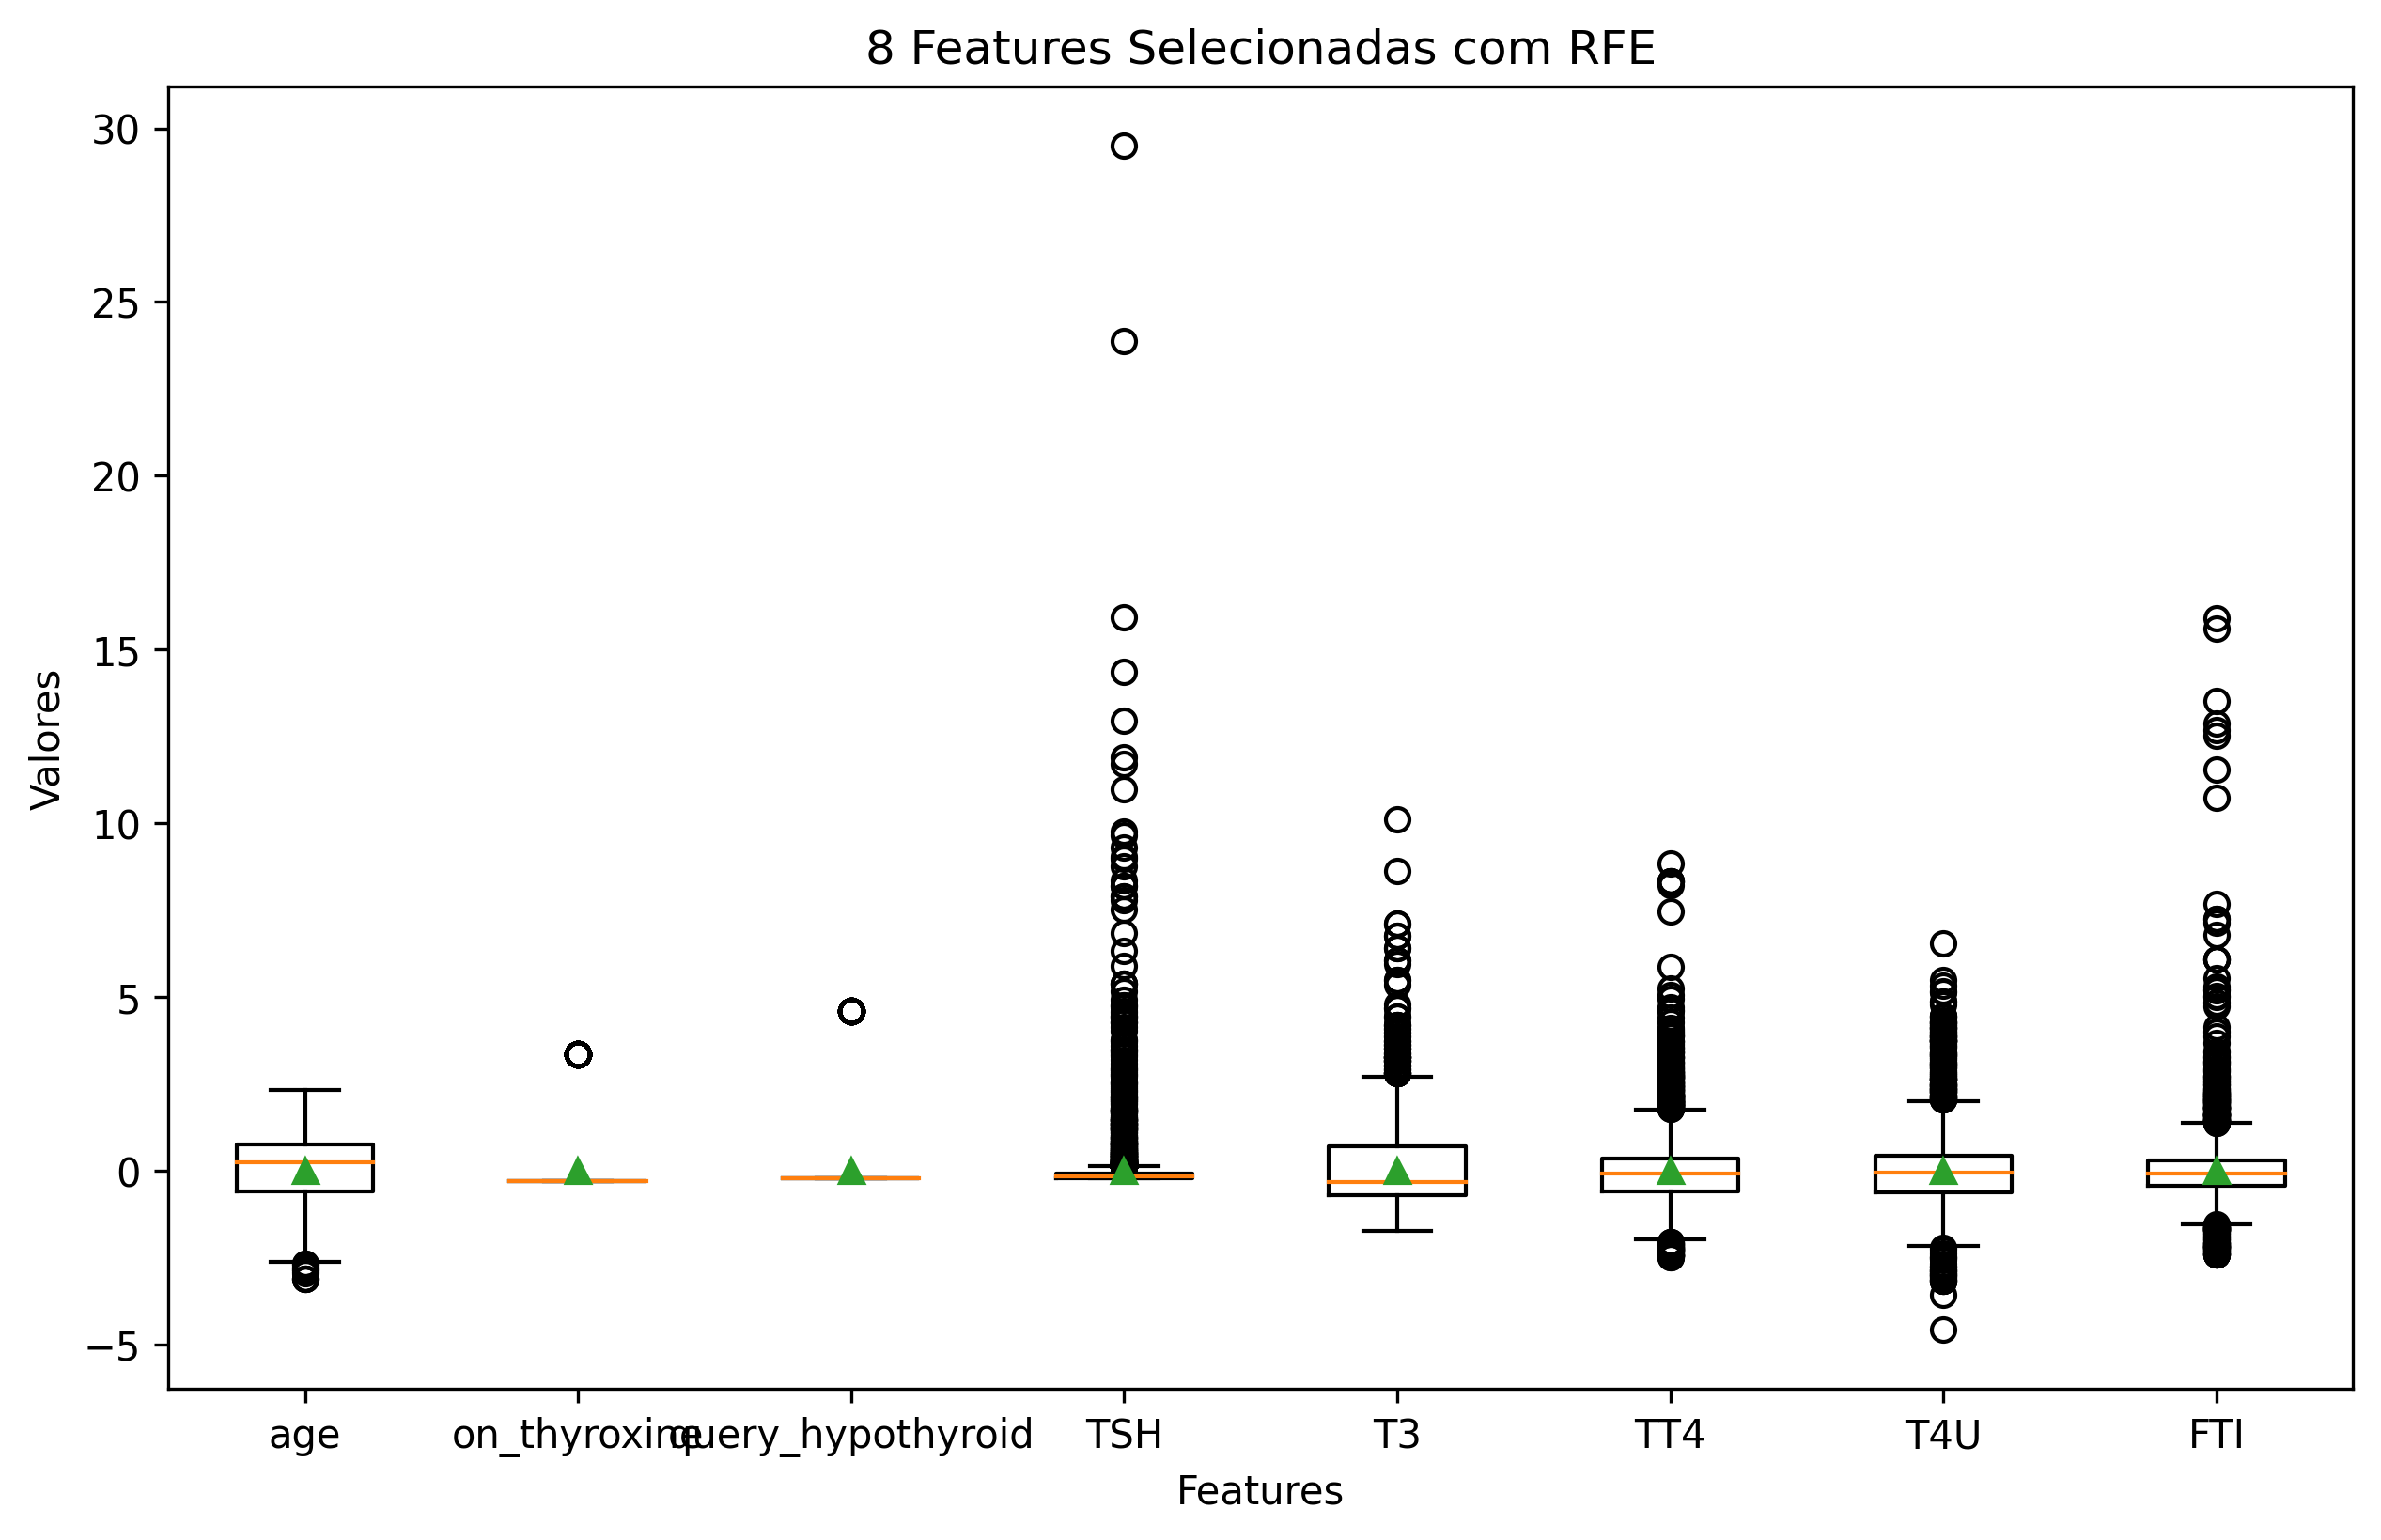 8 Features Selecionadas com RFE
30
25
20
15
10
5
0
−5
Valores
age on_thyroxine query_hypothyroid TSH T3 TT4 T4U FTI
Features